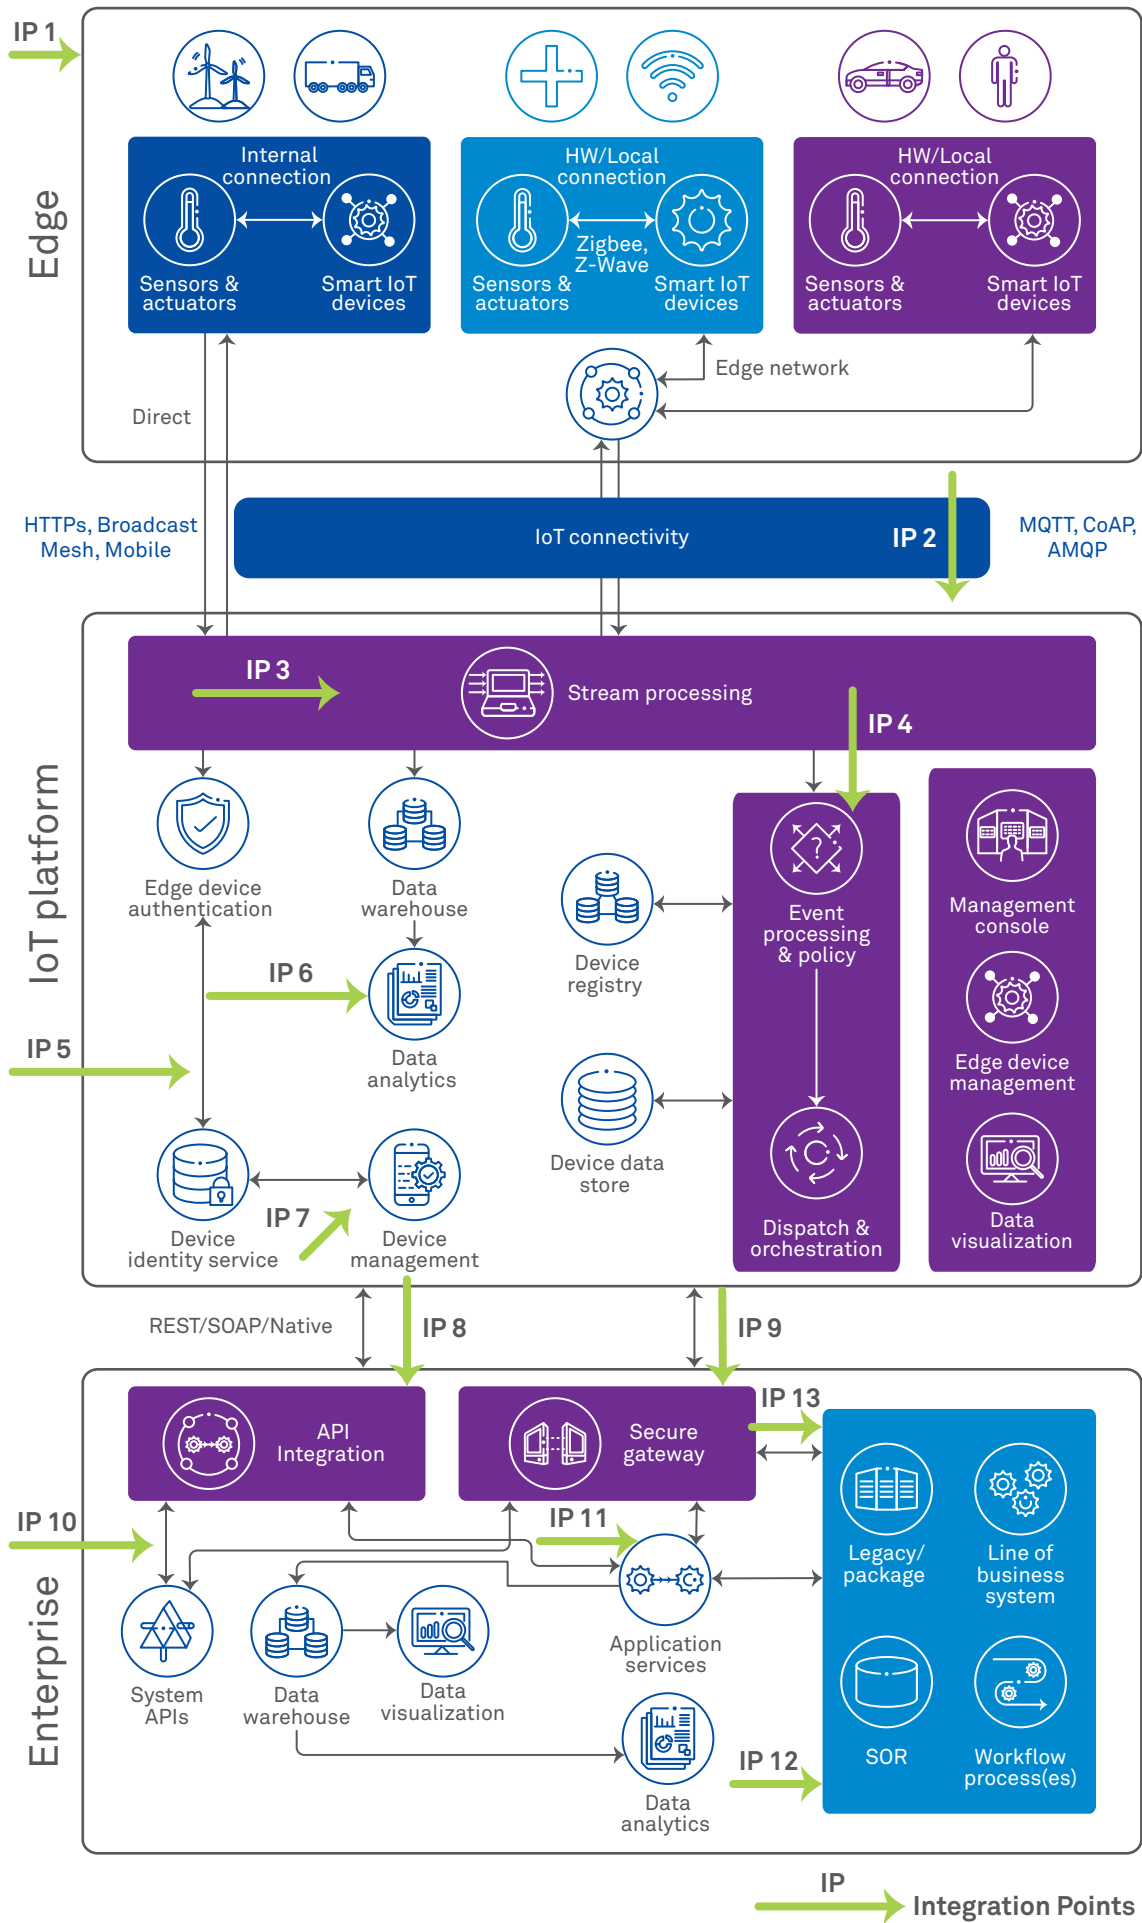 IP 1
Edge
Internal
connection
Sensors &
actuators
Smart IoT
devices
HW/Local
connection
Zigbee,
Z-Wave
Sensors &
actuators
Smart IoT
devices
HW/Local
connection
Sensors &
actuators
Smart IoT
devices
Edge network
Direct
HTTPs, Broadcast
Mesh, Mobile
IoT connectivity
IP 2
MQTT, CoAP,
AMQP
IoT platform
IP 3
Stream processing
IP 4
Edge device
authentication
Data
warehouse
Device
registry
?
Event
processing
& policy
Management
console
IP 6
IP 5
Data
analytics
Edge device
management
Device data
store
IP 7
Device
identity service
Device
management
Dispatch &
orchestration
Data
visualization
REST/SOAP/Native
IP 8
IP 9
Enterprise
API
Integration
Secure
gateway
IP 13
IP 10
IP 11
Legacy/
package
Line of
business
system
Application
services
System
APIs
Data
warehouse
Data
visualization
SOR
Workflow
process(es)
IP 12
Data
analytics
IP
Integration Points